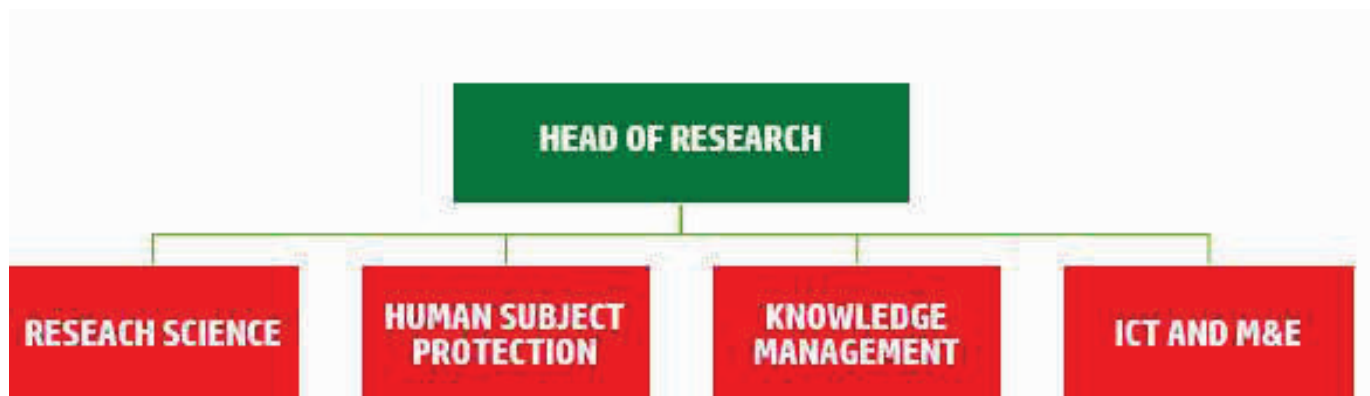 HEAD OF RESEARCH
RESEACH SCIENCE
HUMAN SUBJECT
PROTECTION
KNOWLEDGE
MANAGEMENT
ICT AND M&E